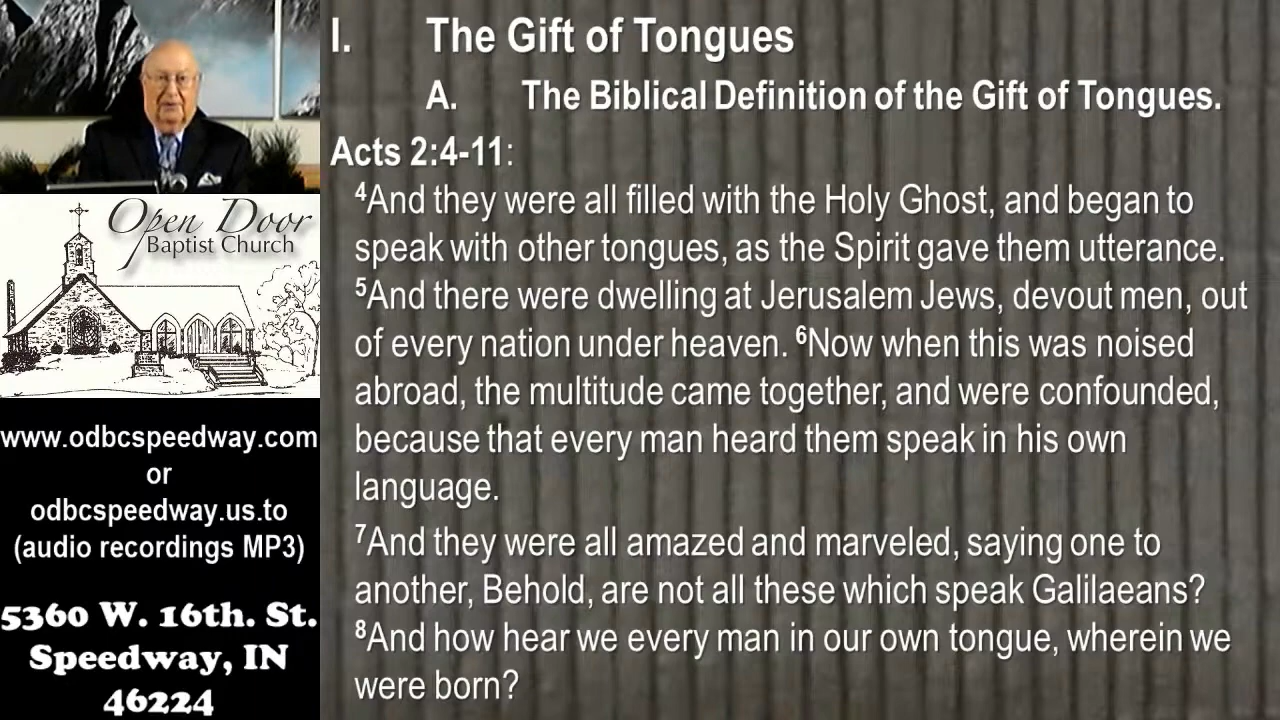 Open Door
Baptist Church
www.odbcspeedway.com
or
odbcspeedway.us.to
(audio recordings MP3)
5360 W. 16th. St.
Speedway, IN
46224
I. The Gift of Tongues
A. The Biblical Definition of the Gift of Tongues.
Acts 2:4-11:
⁴And they were all filled with the Holy Ghost, and began to
speak with other tongues, as the Spirit gave them utterance.
⁵And there were dwelling at Jerusalem Jews, devout men, out
of every nation under heaven. ⁶Now when this was noised
abroad, the multitude came together, and were confounded,
because that every man heard them speak in his own
language.
⁷And they were all amazed and marveled, saying one to
another, Behold, are not all these which speak Galilaeans?
⁸And how hear we every man in our own tongue, wherein we
were born?